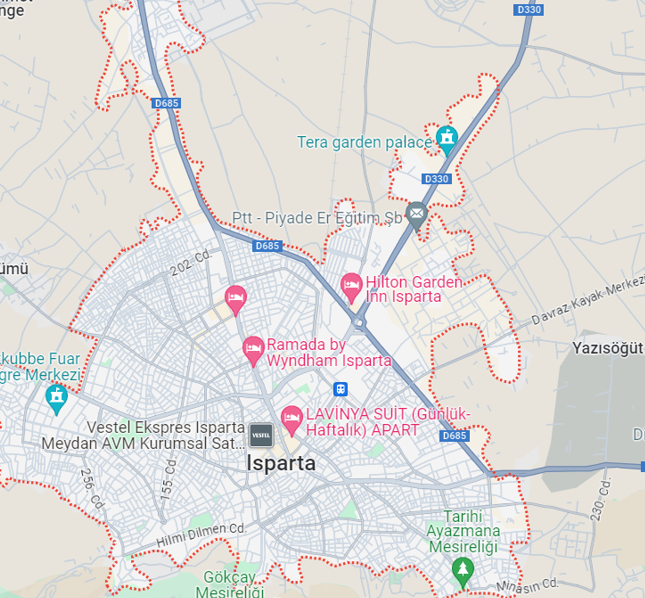 nge
D330
D685
Tera garden palace
D330
Ptt - Piyade Er Eğitim Şb
D685
202. Cd.
ümü
Hilton Garden
Inn Isparta
Davraz Kayak Merkezi
Ramada by
Wyndham Isparta
Yazısöğüt
kubbe Fuar
gre Merkezi
LAVİNYA SUİT (Günlük-
Haftalık) APART
Vestel Ekspres Isparta
Meydan AVM Kurumsal Sat...
VESTEL
D685
Isparta
256. Cd.
155. Cd.
230. Cd.
Hilmi Dilmen Cd.
Tarihi
Ayazmana
Mesireliği
Gökçay
Mesireliği
Minasın Cd.